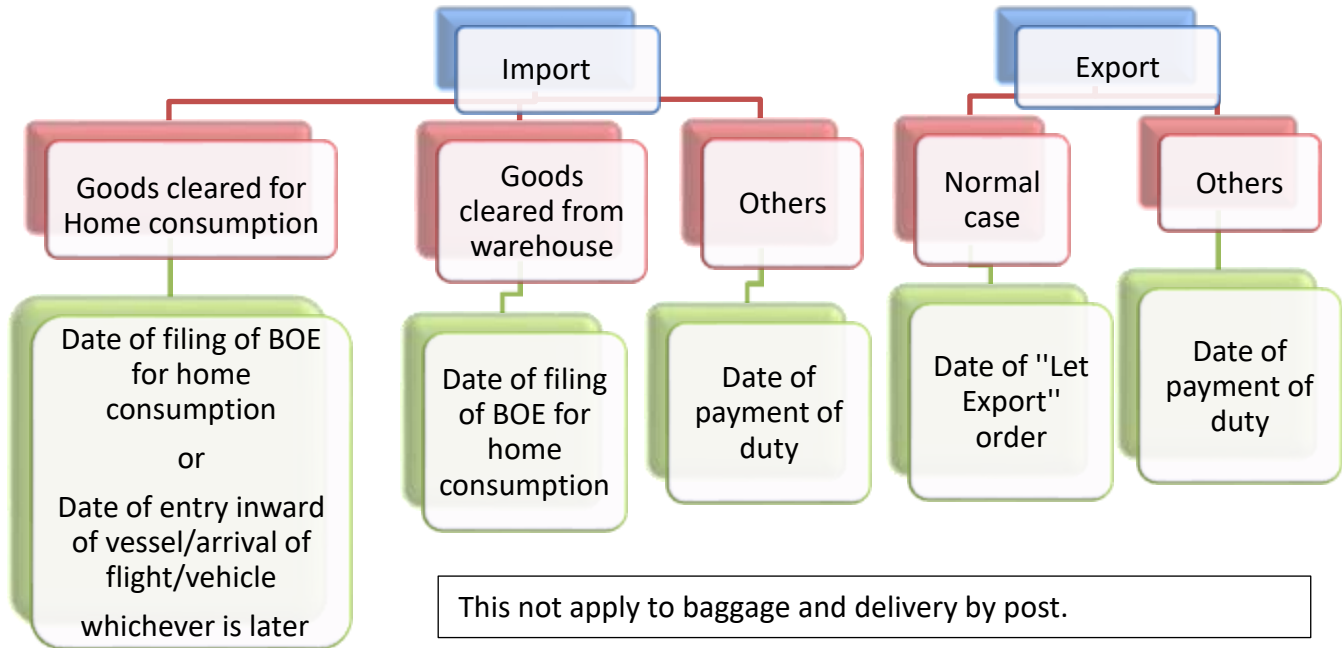 Import
Export
Goods cleared for
Home consumption
Goods
cleared from
warehouse
Others
Normal
case
Others
Date of filing of BOE
for home
consumption
or
Date of entry inward
of vessel/arrival of
flight/vehicle
whichever is later
Date of filing
of BOE for
home
consumption
Date of
payment of
duty
Date of "Let
Export"
order
Date of
payment of
duty
This not apply to baggage and delivery by post.